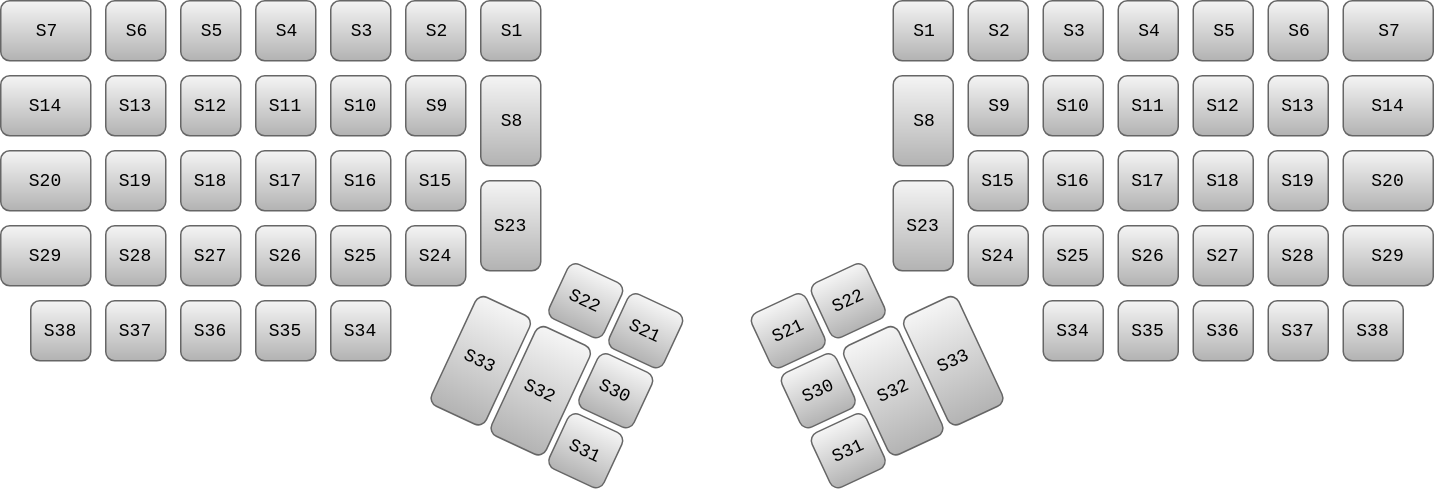 S7 S6 S5 S4 S3 S2 S1 S1 S2 S3 S4 S5 S6 S7
S14 S13 S12 S11 S10 S9 S8 S8 S9 S10 S11 S12 S13 S14
S20 S19 S18 S17 S16 S15 S15 S16 S17 S18 S19 S20
S23 S23
S29 S28 S27 S26 S25 S24 S24 S25 S26 S27 S28 S29
S22 S22
S38 S37 S36 S35 S34 S21 S21 S34 S35 S36 S37 S38
S33 S32 S30 S30 S32 S33
S31 S31